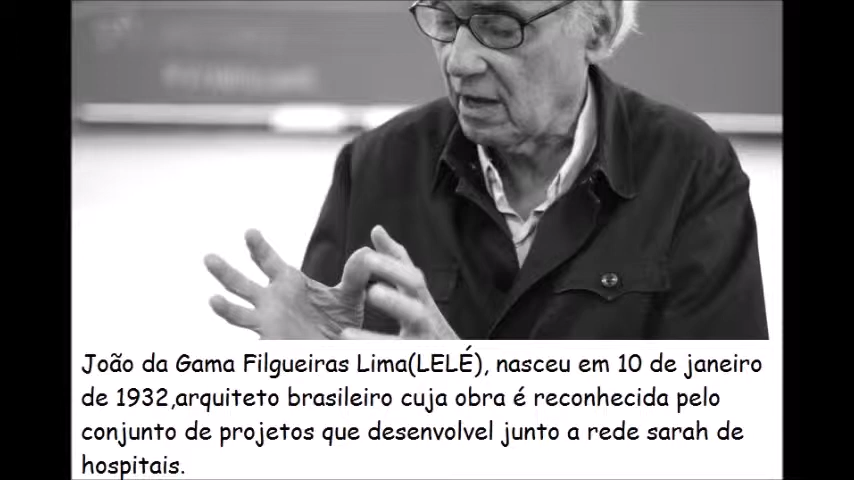 João da Gama Filgueiras Lima(LELÉ), nasceu em 10 de janeiro
de 1932,arquiteto brasileiro cuja obra é reconhecida pelo
conjunto de projetos que desenvolvel junto a rede sarah de
hospitais.